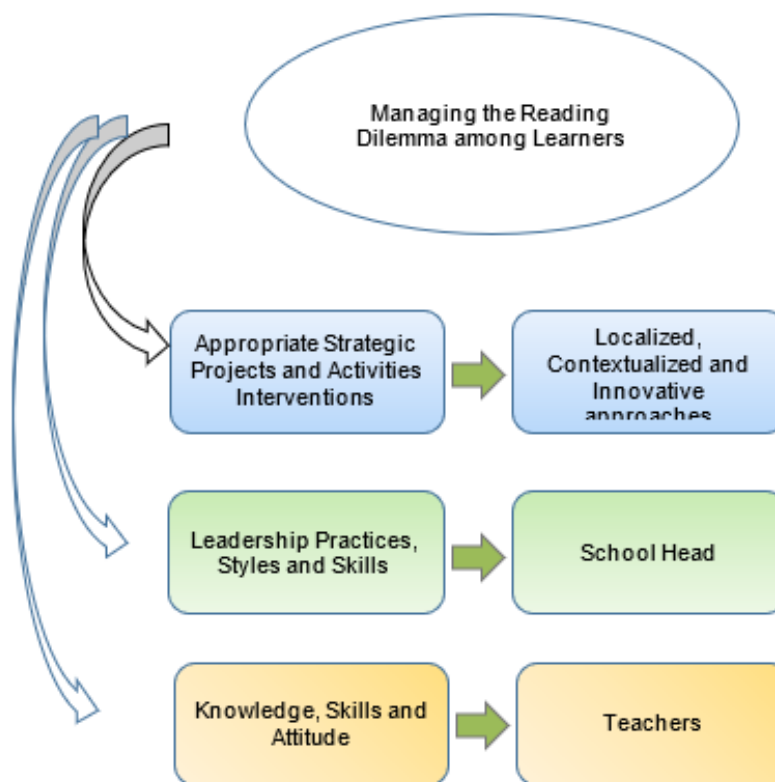 Managing the Reading
Dilemma among Learners
Appropriate Strategic
Projects and Activities
Interventions
Localized,
Contextualized and
Innovative
approaches
Leadership Practices,
Styles and Skills
School Head
Knowledge, Skills and
Attitude
Teachers